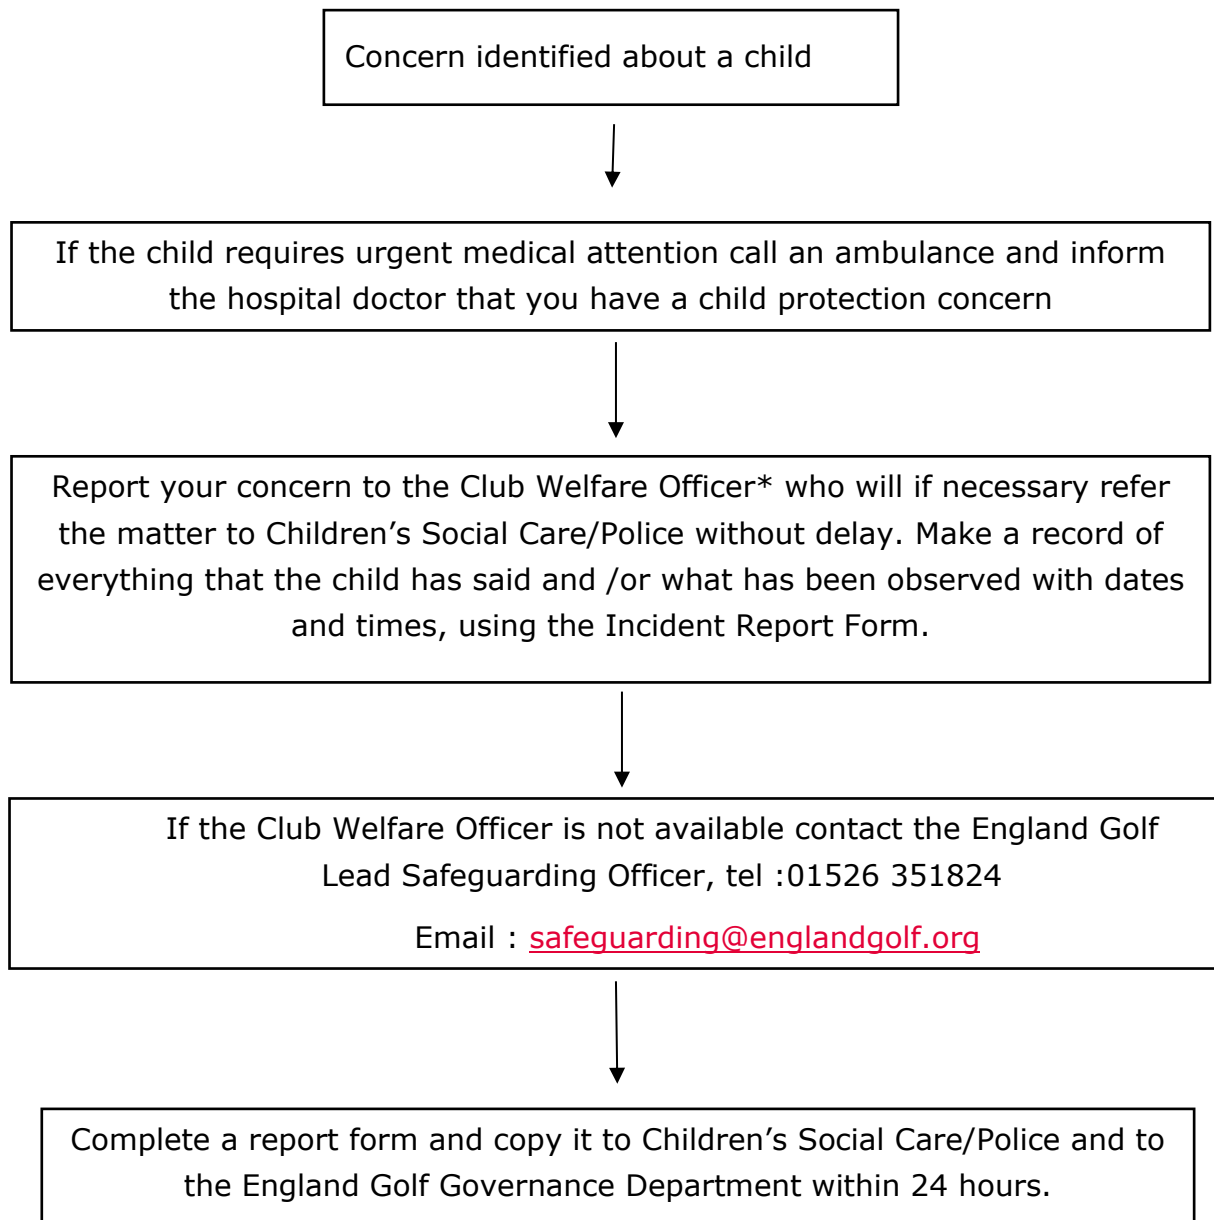 Concern identified about a child
If the child requires urgent medical attention call an ambulance and inform
the hospital doctor that you have a child protection concern
Report your concern to the Club Welfare Officer* who will if necessary refer
the matter to Children’s Social Care/Police without delay. Make a record of
everything that the child has said and /or what has been observed with dates
and times, using the Incident Report Form.
If the Club Welfare Officer is not available contact the England Golf
Lead Safeguarding Officer, tel :01526 351824
Email : safeguarding@englandgolf.org
Complete a report form and copy it to Children’s Social Care/Police and to
the England Golf Governance Department within 24 hours.